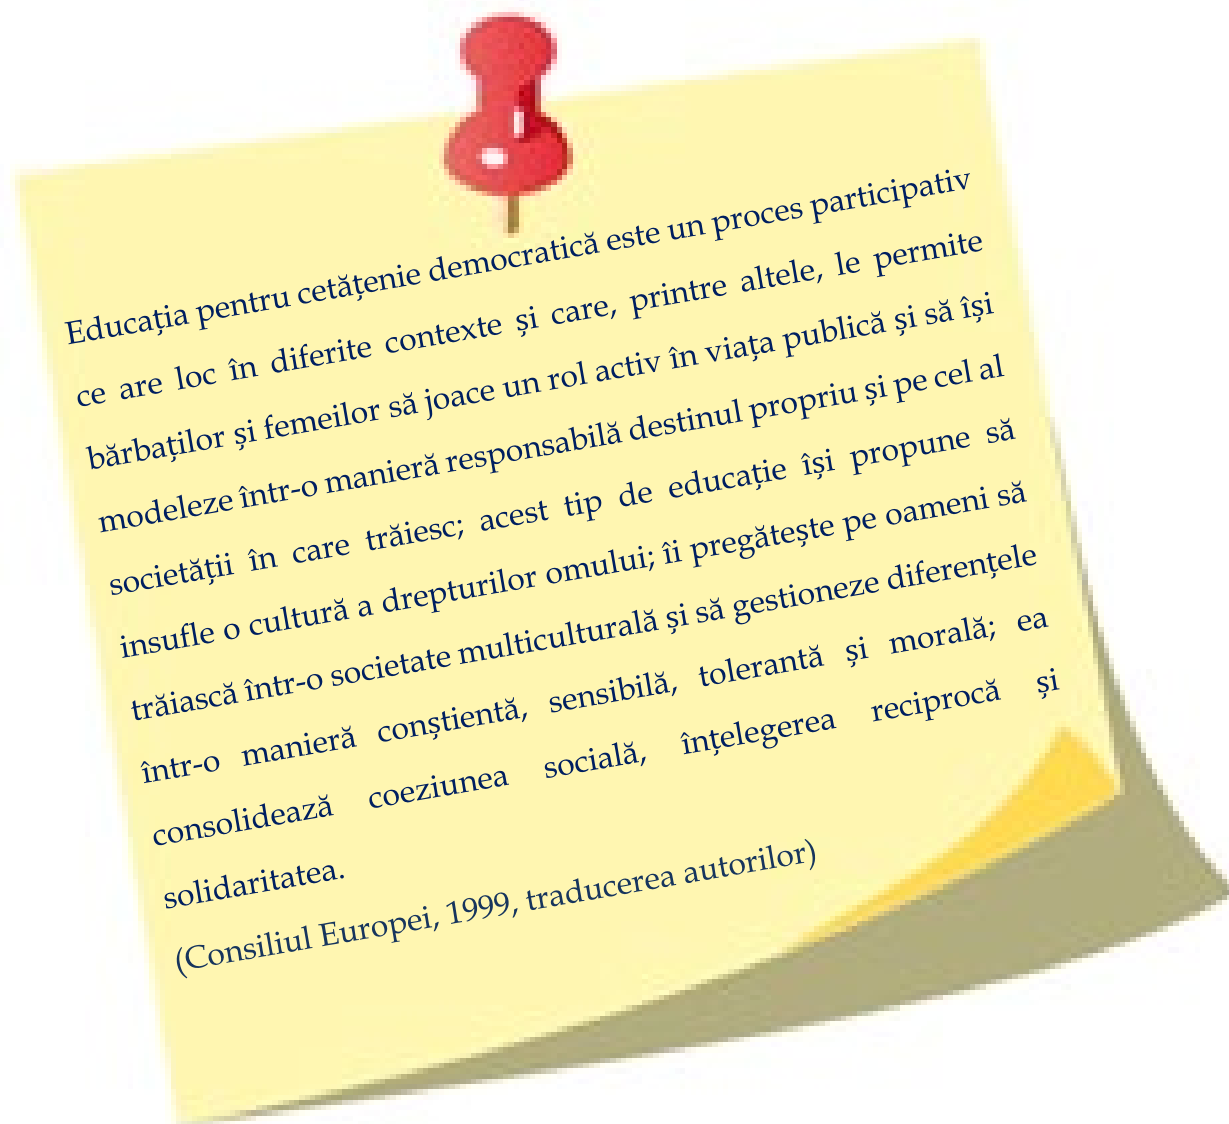 Educația pentru cetățenie democratică este un proces participativ
ce are loc în diferite contexte și care, printre altele, le permite
bărbaților și femeilor să joace un rol activ în viața publică și să își
modeleze într-o manieră responsabilă destinul propriu și pe cel al
societății în care trăiesc; acest tip de educație își propune să
insufle o cultură a drepturilor omului; îi pregătește pe oameni să
trăiască într-o societate multiculturală și să gestioneze diferențele
într-o manieră conștientă, sensibilă, tolerantă și morală; ea
consolidează coeziunea socială, înțelegerea reciprocă și
solidaritatea.
(Consiliul Europei, 1999, traducerea autorilor)